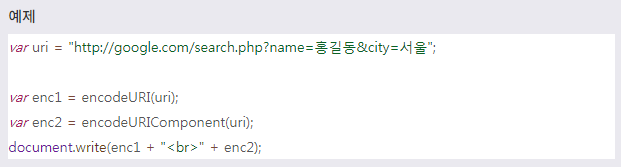 예제
var uri = "http://google.com/search.php?name=홍길동&city=서울";
var enc1 = encodeURI(uri);
var enc2 = encodeURIComponent(uri);
document.write(enc1 + "<br>" + enc2);